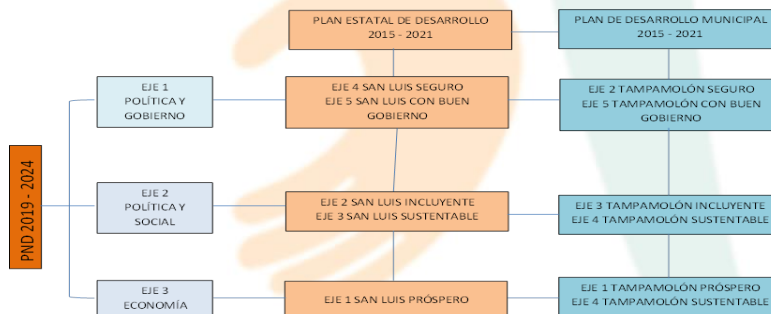 PLAN ESTATAL DE DESARROLLO
2015 - 2021
PLAN DE DESARROLLO MUNICIPAL
2015 - 2021
PND 2019 - 2024
EJE 1
POLÍTICA Y
GOBIERNO
EJE 4 SAN LUIS SEGURO
EJE 5 SAN LUIS CON BUEN
GOBIERNO
EJE 2 TAMPAMOLÓN SEGURO
EJE 5 TAMPAMOLÓN CON BUEN
GOBIERNO
EJE 2
POLÍTICA Y
SOCIAL
EJE 2 SAN LUIS INCLUYENTE
EJE 3 SAN LUIS SUSTENTABLE
EJE 3 TAMPAMOLÓN INCLUYENTE
EJE 4 TAMPAMOLÓN SUSTENTABLE
EJE 3
ECONOMÍA
EJE 1 SAN LUIS PRÓSPERO
EJE 1 TAMPAMOLÓN PRÓSPERO
EJE 4 TAMPAMOLÓN SUSTENTABLE